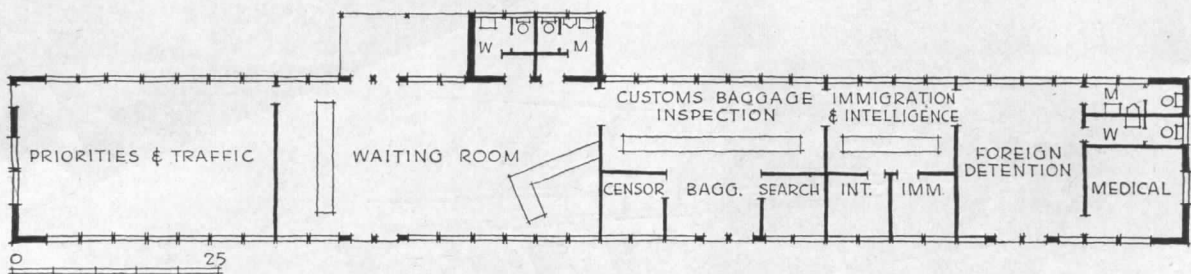 W M
PRIORITIES & TRAFFIC
WAITING ROOM
CUSTOMS BAGGAGE
INSPECTION
IMMIGRATION
& INTELLIGENCE
CENSOR BAGG. SEARCH INT. IMM.
FOREIGN
DETENTION
M
W
MEDICAL
0 25